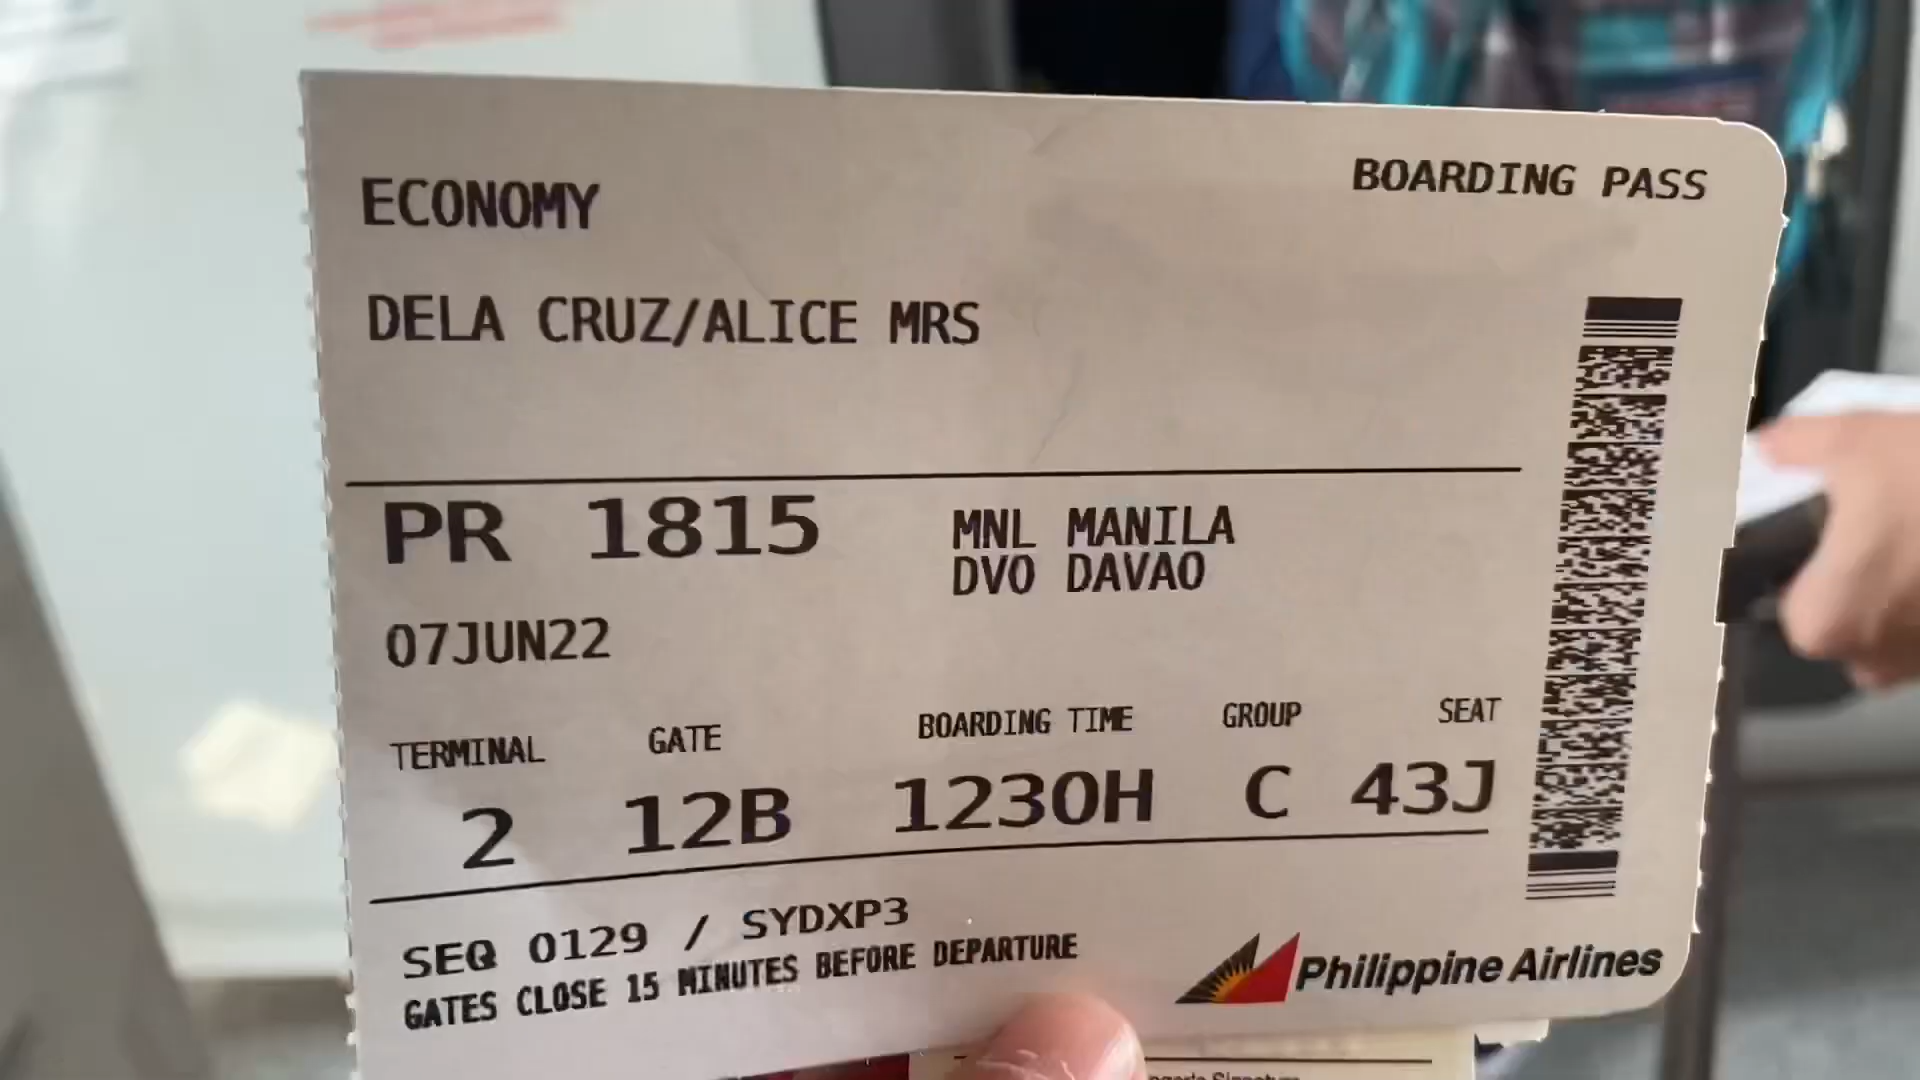 BOARDING PASS
ECONOMY
DELA CRUZ/ALICE MRS
PR 1815
MNL MANILA
DVO DAVAO
07JUN22
TERMINAL GATE BOARDING TIME GROUP SEAT
2 12B 1230H C 43J
SEQ 0129 / SYDXP3
GATES CLOSE 15 MINUTES BEFORE DEPARTURE
Philippine Airlines